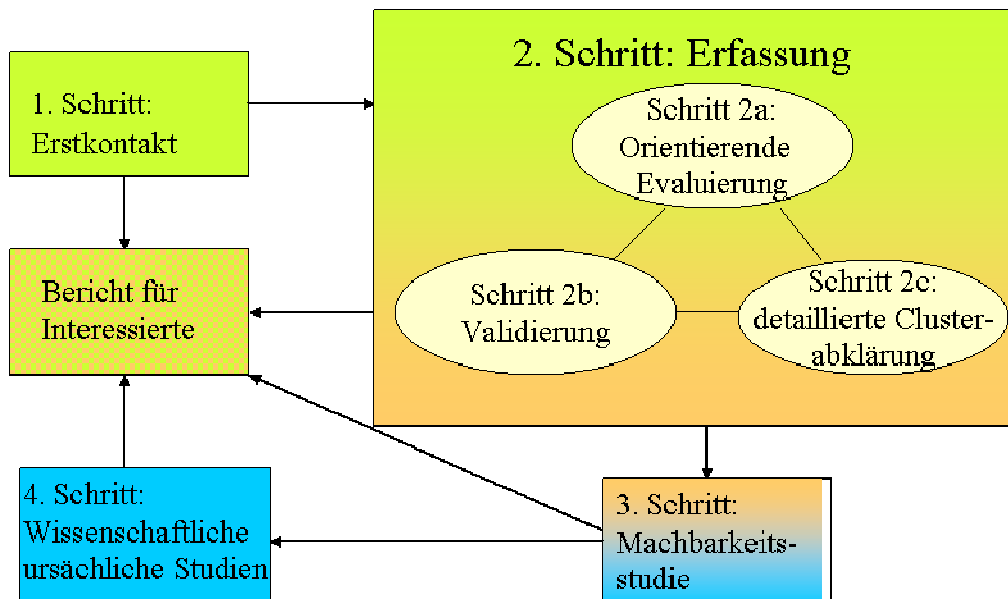 1. Schritt:
Erstkontakt
2. Schritt: Erfassung
Schritt 2a:
Orientierende
Evaluierung
Schritt 2b:
Validierung
Schritt 2c:
detaillierte Cluster-
abklärung
Bericht für
Interessierte
3. Schritt:
Machbarkeits-
studie
4. Schritt:
Wissenschaftliche
ursächliche Studien